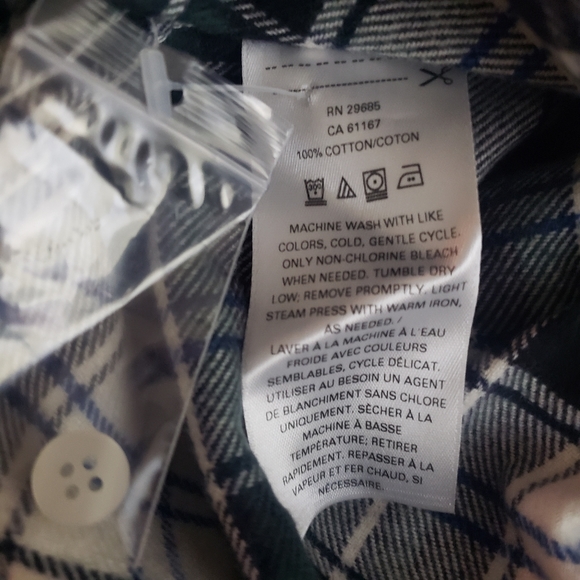 RN 29685
CA 61167
100% COTTON/COTON
30°
MACHINE WASH WITH LIKE
COLORS, COLD, GENTLE CYCLE.
ONLY NON-CHLORINE BLEACH
WHEN NEEDED. TUMBLE DRY
LOW; REMOVE PROMPTLY. LIGHT
STEAM PRESS WITH WARM IRON,
AS NEEDED. /
LAVER À LA MACHINE À L'EAU
FROIDE AVEC COULEURS
SEMBLABLES, CYCLE DÉLICAT.
UTILISER AU BESOIN UN AGENT
DE BLANCHIMENT SANS CHLORE
UNIQUEMENT. SÈCHER À LA
MACHINE À BASSE
TEMPÉRATURE; RETIRER
RAPIDEMENT. REPASSER À LA
VAPEUR ET FER CHAUD, SI
NÉCESSAIRE.